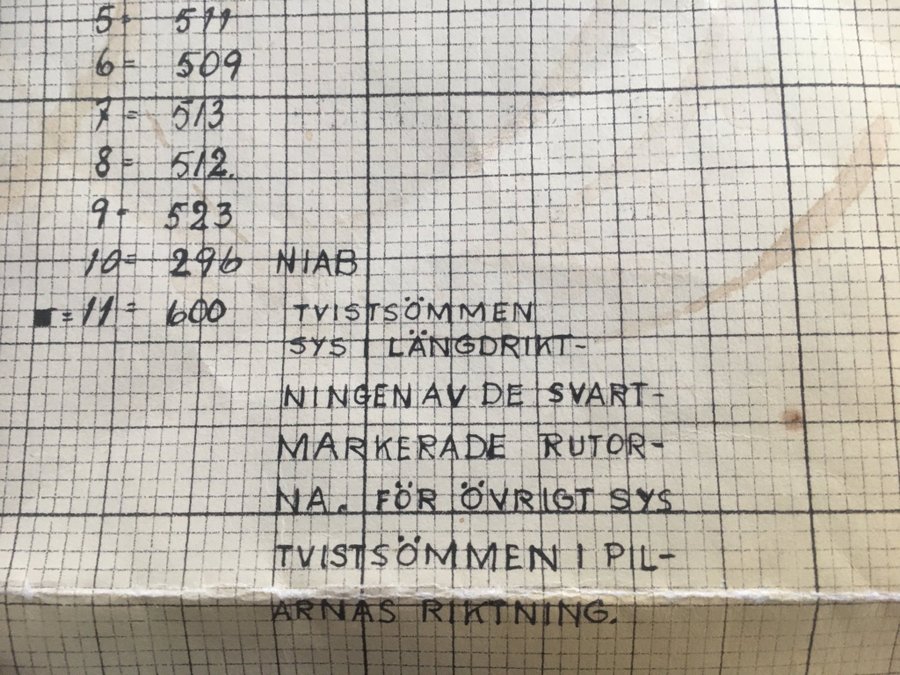 5= 511
6= 509
7= 513
8= 512.
9- 523
10= 296 NIAB
■=11= 600 TVISTSÖMMEN
SYS I LÄNGDRIKT-
NINGEN AV DE SVART-
MARKERADE RUTOR-
NA. FÖR ÖVRIGT SYS
TVISTSÖMMEN I PIL-
ARNAS RIKTNING.